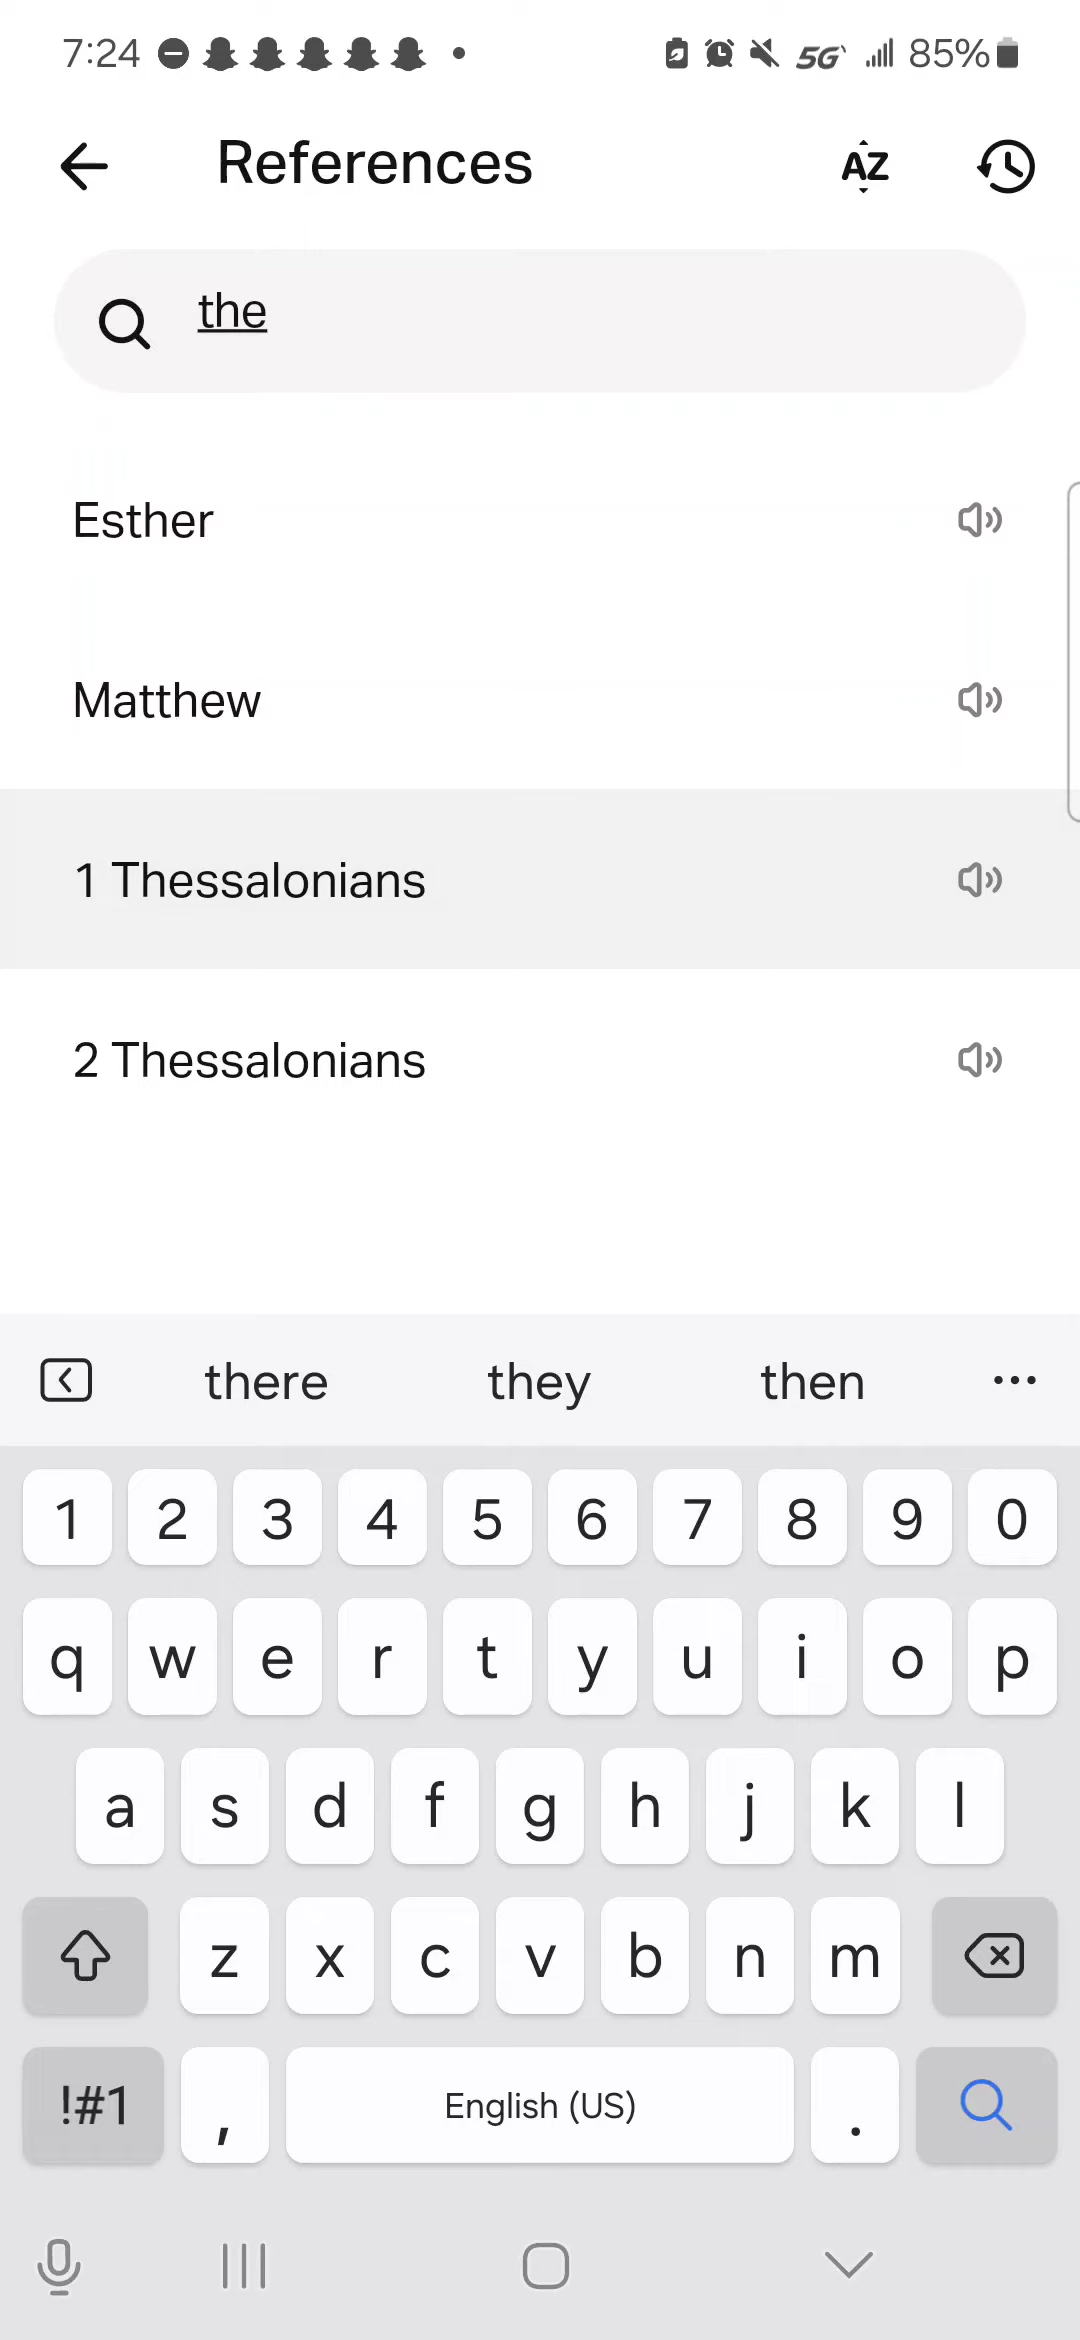 7:24 5G 85%
References AZ
the
Esther
Matthew
1 Thessalonians
2 Thessalonians
there they then ...
1 2 3 4 5 6 7 8 9 0
q w e r t y u i o p
a s d f g h j k l
z x c v b n m
!#1 , English (US) .